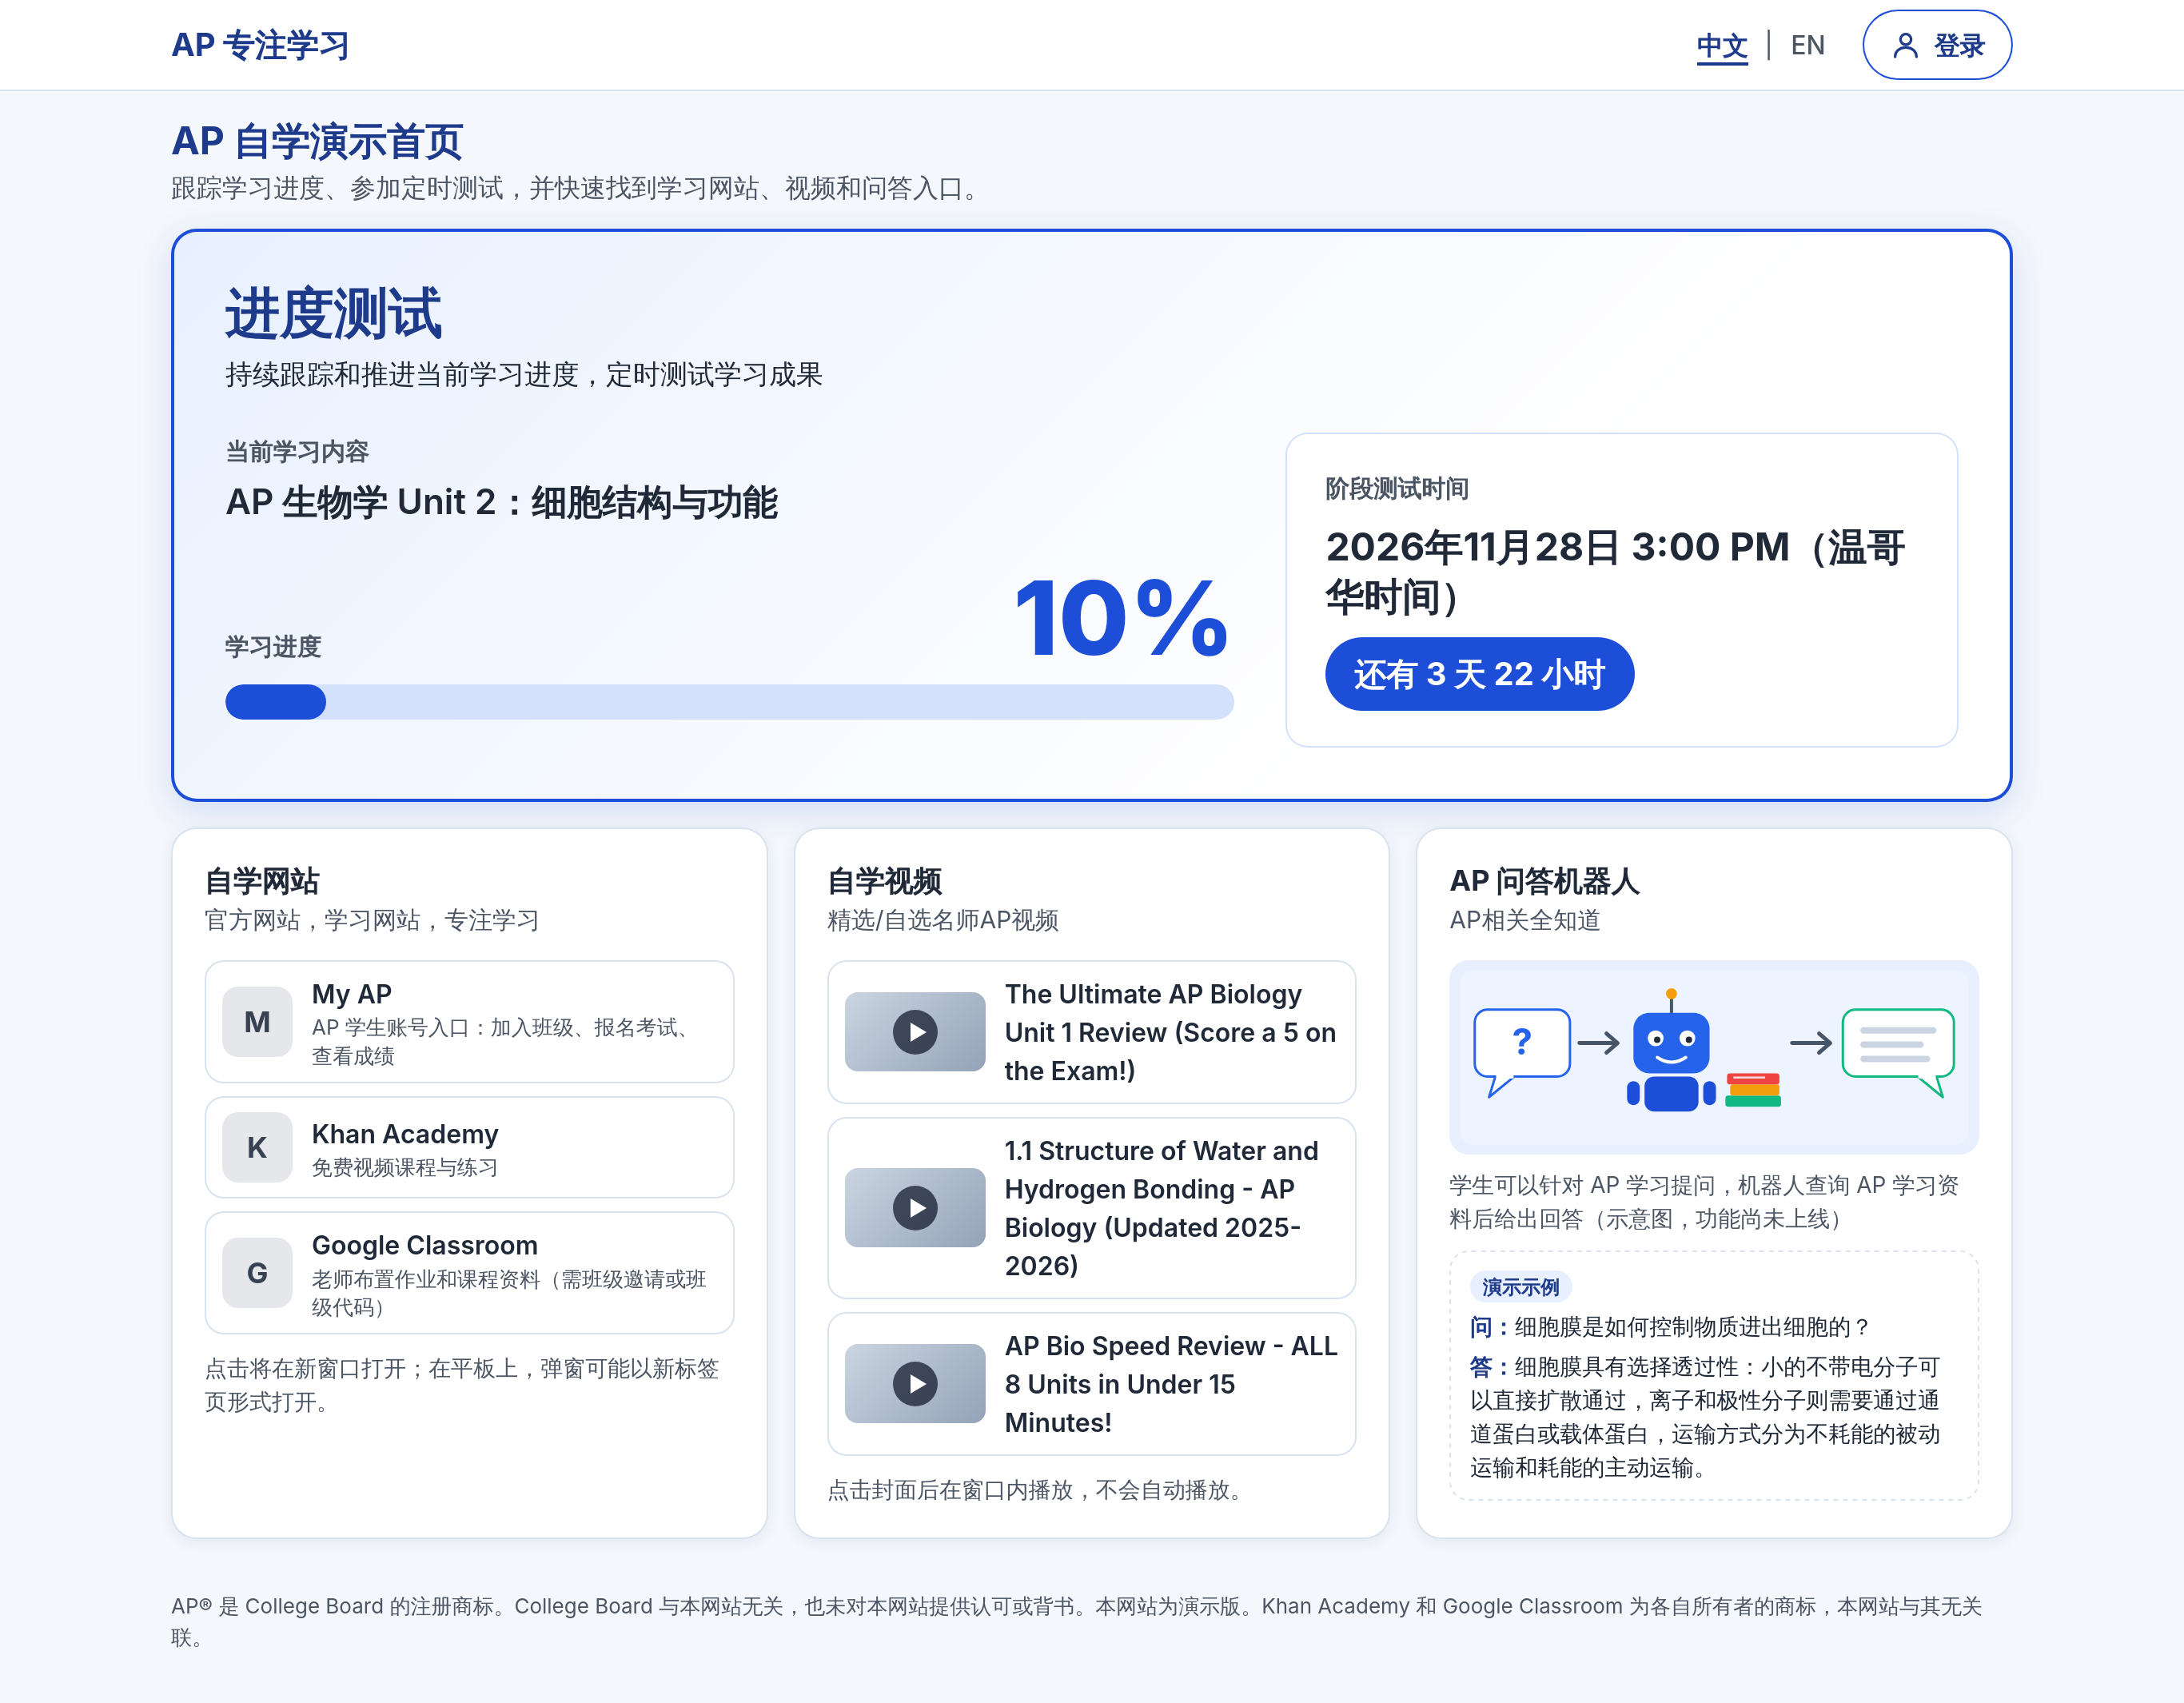 AP 专注学习
中文 | EN
登录
AP 自学演示首页
跟踪学习进度、参加定时测试，并快速找到学习网站、视频和问答入口。
进度测试
持续跟踪和推进当前学习进度，定时测试学习成果
当前学习内容
AP 生物学 Unit 2：细胞结构与功能
学习进度
10%
阶段测试时间
2026年11月28日 3:00 PM（温哥
华时间）
还有 3 天 22 小时
自学网站
官方网站，学习网站，专注学习
M
My AP
AP 学生账号入口：加入班级、报名考试、
查看成绩
K
Khan Academy
免费视频课程与练习
G
Google Classroom
老师布置作业和课程资料（需班级邀请或班
级代码）
点击将在新窗口打开；在平板上，弹窗可能以新标签
页形式打开。
自学视频
精选/自选名师AP视频
The Ultimate AP Biology
Unit 1 Review (Score a 5 on
the Exam!)
1.1 Structure of Water and
Hydrogen Bonding - AP
Biology (Updated 2025-
2026)
AP Bio Speed Review - ALL
8 Units in Under 15
Minutes!
点击封面后在窗口内播放，不会自动播放。
AP 问答机器人
AP相关全知道
?
学生可以针对 AP 学习提问，机器人查询 AP 学习资
料后给出回答（示意图，功能尚未上线）
演示示例
问：细胞膜是如何控制物质进出细胞的？
答：细胞膜具有选择透过性：小的不带电分子可
以直接扩散通过，离子和极性分子则需要通过通
道蛋白或载体蛋白，运输方式分为不耗能的被动
运输和耗能的主动运输。
AP® 是 College Board 的注册商标。College Board 与本网站无关，也未对本网站提供认可或背书。本网站为演示版。Khan Academy 和 Google Classroom 为各自所有者的商标，本网站与其无关
联。